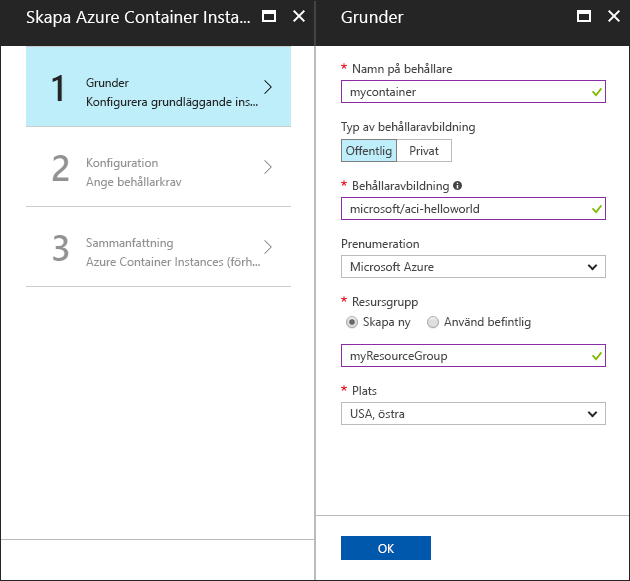 Skapa Azure Container Insta...
1
Grunder
Konfigurera grundläggande ins...
2
Konfiguration
Ange behållarkrav
3
Sammanfattning
Azure Container Instances (förh...
Grunder
* Namn på behållare
mycontainer
Typ av behållaravbildning
Offentlig Privat
* Behållaravbildning
microsoft/aci-helloworld
Prenumeration
Microsoft Azure
* Resursgrupp
Skapa ny Använd befintlig
myResourceGroup
* Plats
USA, östra
OK